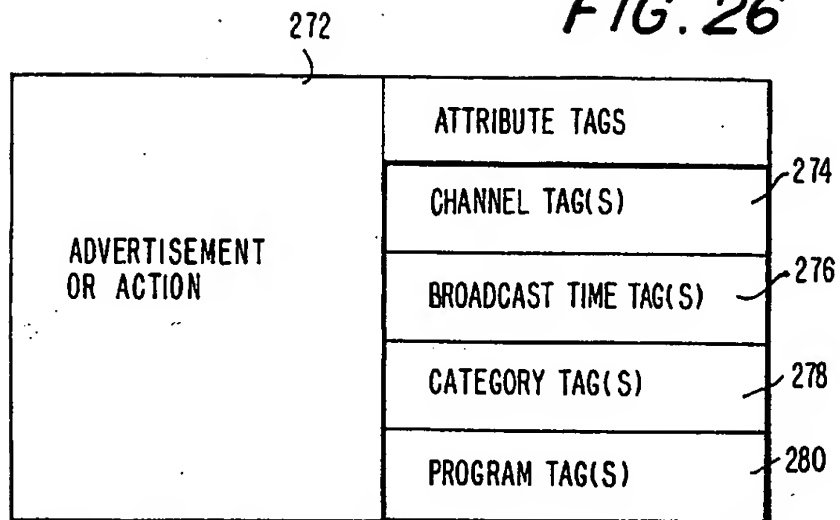 FIG. 26
272
ATTRIBUTE TAGS
ADVERTISEMENT
OR ACTION
CHANNEL TAG(S)
274
BROADCAST TIME TAG(S)
276
CATEGORY TAG(S)
278
PROGRAM TAG(S)
280